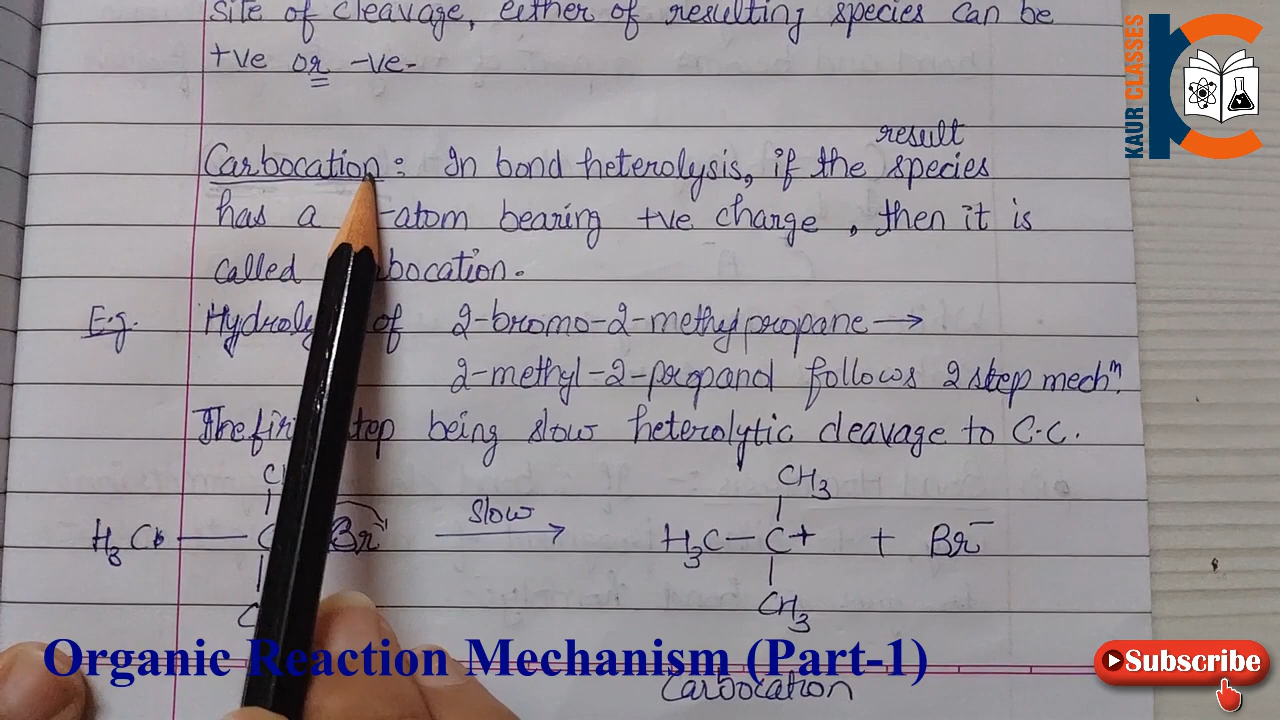 site of cleavage, either of resulting species can be
+ve or -ve-
result
Carbocation: In bond heterolysis, if the species
has a -atom bearing +ve charge, then it is
called
E.g. of 2-bromo-2-methylpropane →
2-methyl-2-propanol follows 2 step mechⁿ.
The being slow heterolytic cleavage to C.C.
CH3
slow
H3C — C Br → H3C — C+ + Br⁻
CH3
Carbocation
KAUR CLASSES
Organic Reaction Mechanism (Part-1)
Subscribe